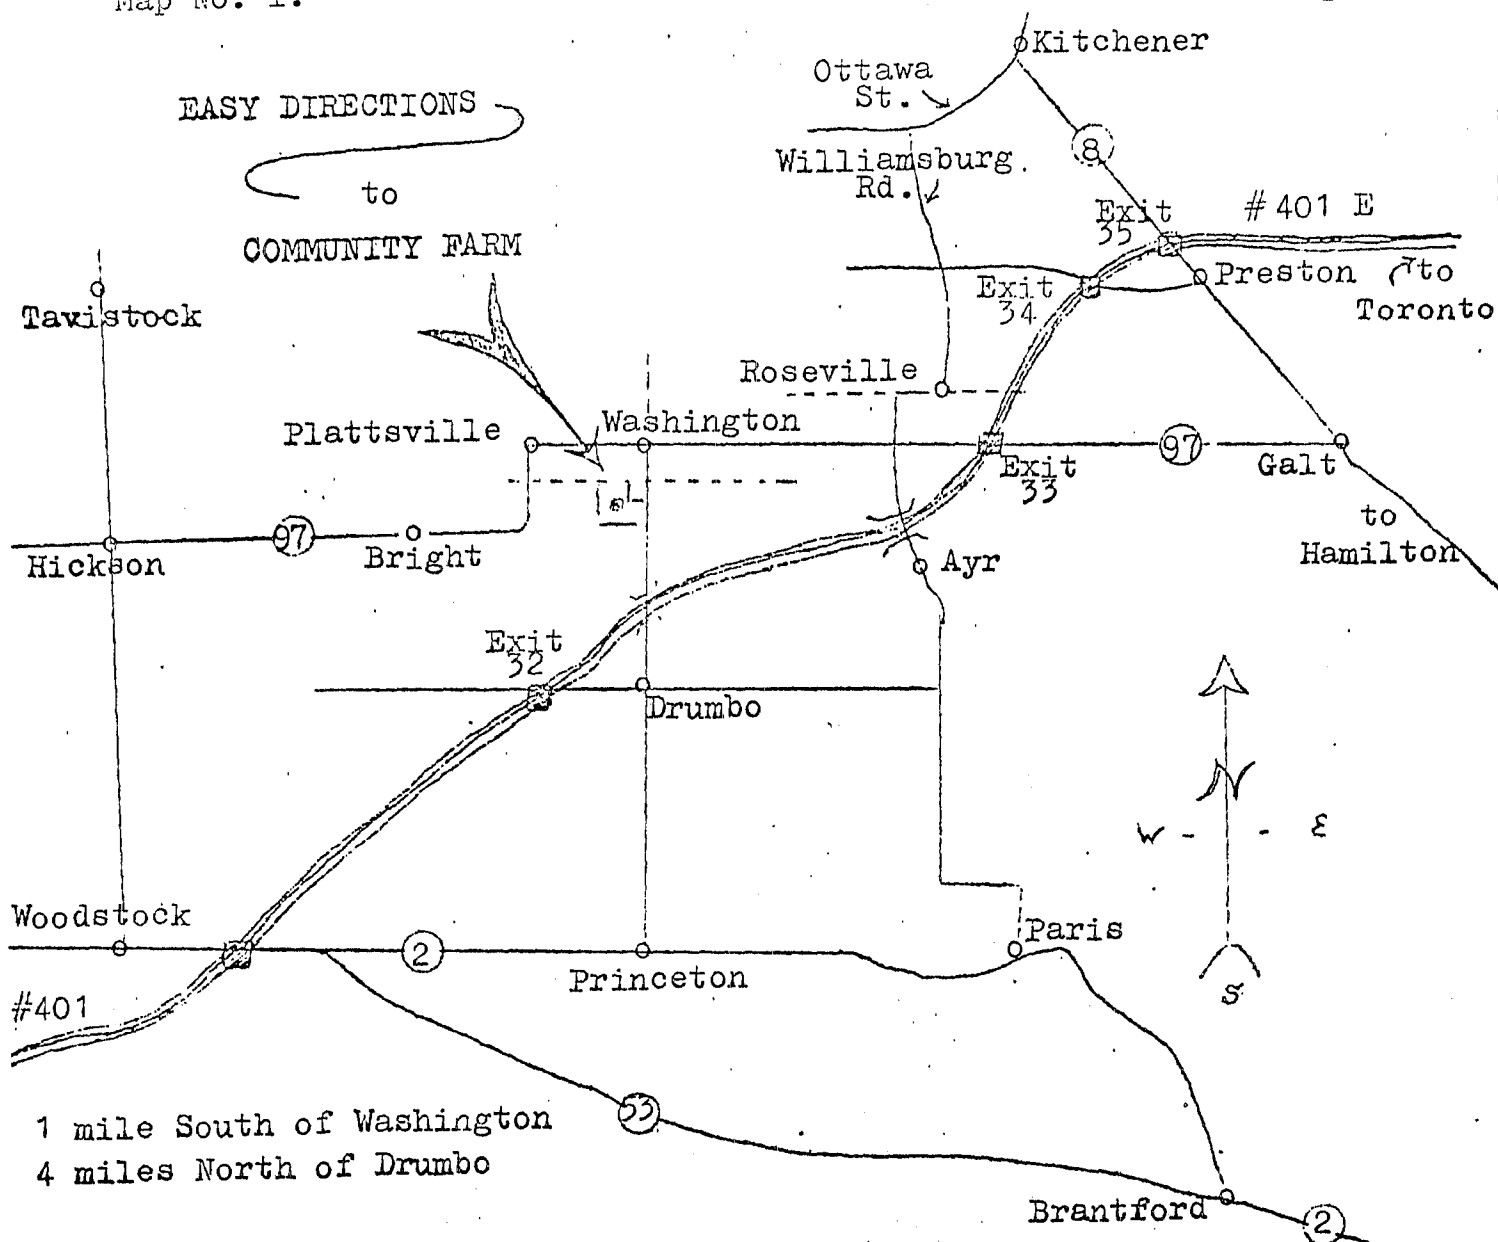 Map No. 1.
EASY DIRECTIONS
to
COMMUNITY FARM
Kitchener
Ottawa
St.
8
Williamsburg
Rd.
Exit
35
#401 E
Exit
34
Preston
to
Toronto
Tavistock
Roseville
Plattsville
Washington
97
Exit
33
Galt
to
Hamilton
Hickson
97
Bright
Ayr
Exit
32
Drumbo
N
W - - E
S
Woodstock
2
Princeton
Paris
#401
53
1 mile South of Washington
4 miles North of Drumbo
Brantford
2